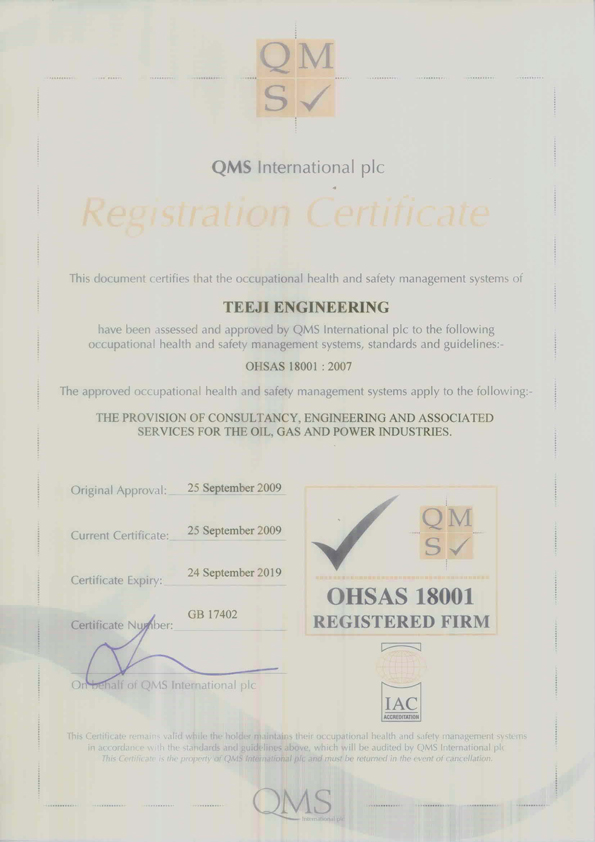 QM
S
QMS International plc
Registration Certificate
This document certifies that the occupational health and safety management systems of
TEEJI ENGINEERING
have been assessed and approved by QMS International plc to the following
occupational health and safety management systems, standards and guidelines:-
OHSAS 18001 : 2007
The approved occupational health and safety management systems apply to the following:-
THE PROVISION OF CONSULTANCY, ENGINEERING AND ASSOCIATED
SERVICES FOR THE OIL, GAS AND POWER INDUSTRIES.
Original Approval: 25 September 2009
Current Certificate: 25 September 2009
Certificate Expiry: 24 September 2019
Certificate Number: GB 17402
On behalf of QMS International plc
QM
S
OHSAS 18001
REGISTERED FIRM
IAC
ACCREDITATION
This Certificate remains valid while the holder maintains their occupational health and safety management systems
in accordance with the standards and guidelines above, which will be audited by QMS International plc
This Certificate is the property of QMS International plc and must be returned in the event of cancellation.
QMS
International plc